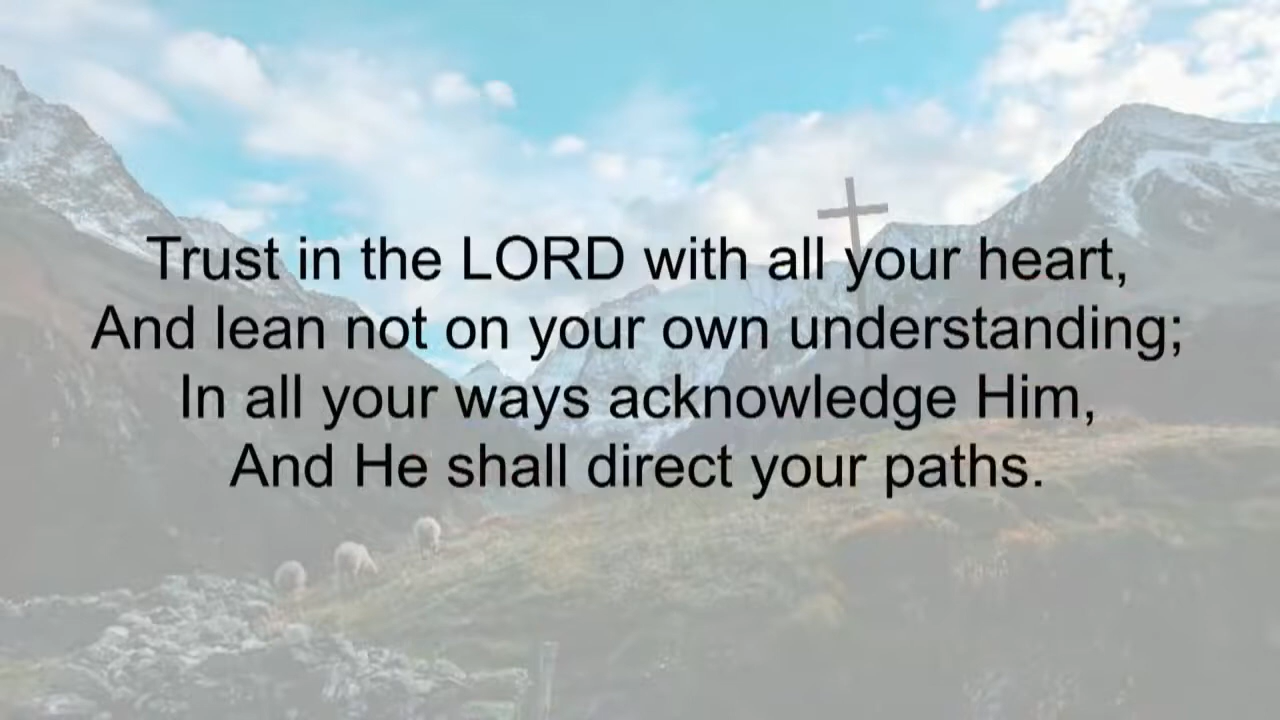 Trust in the LORD with all your heart,
And lean not on your own understanding;
In all your ways acknowledge Him,
And He shall direct your paths.